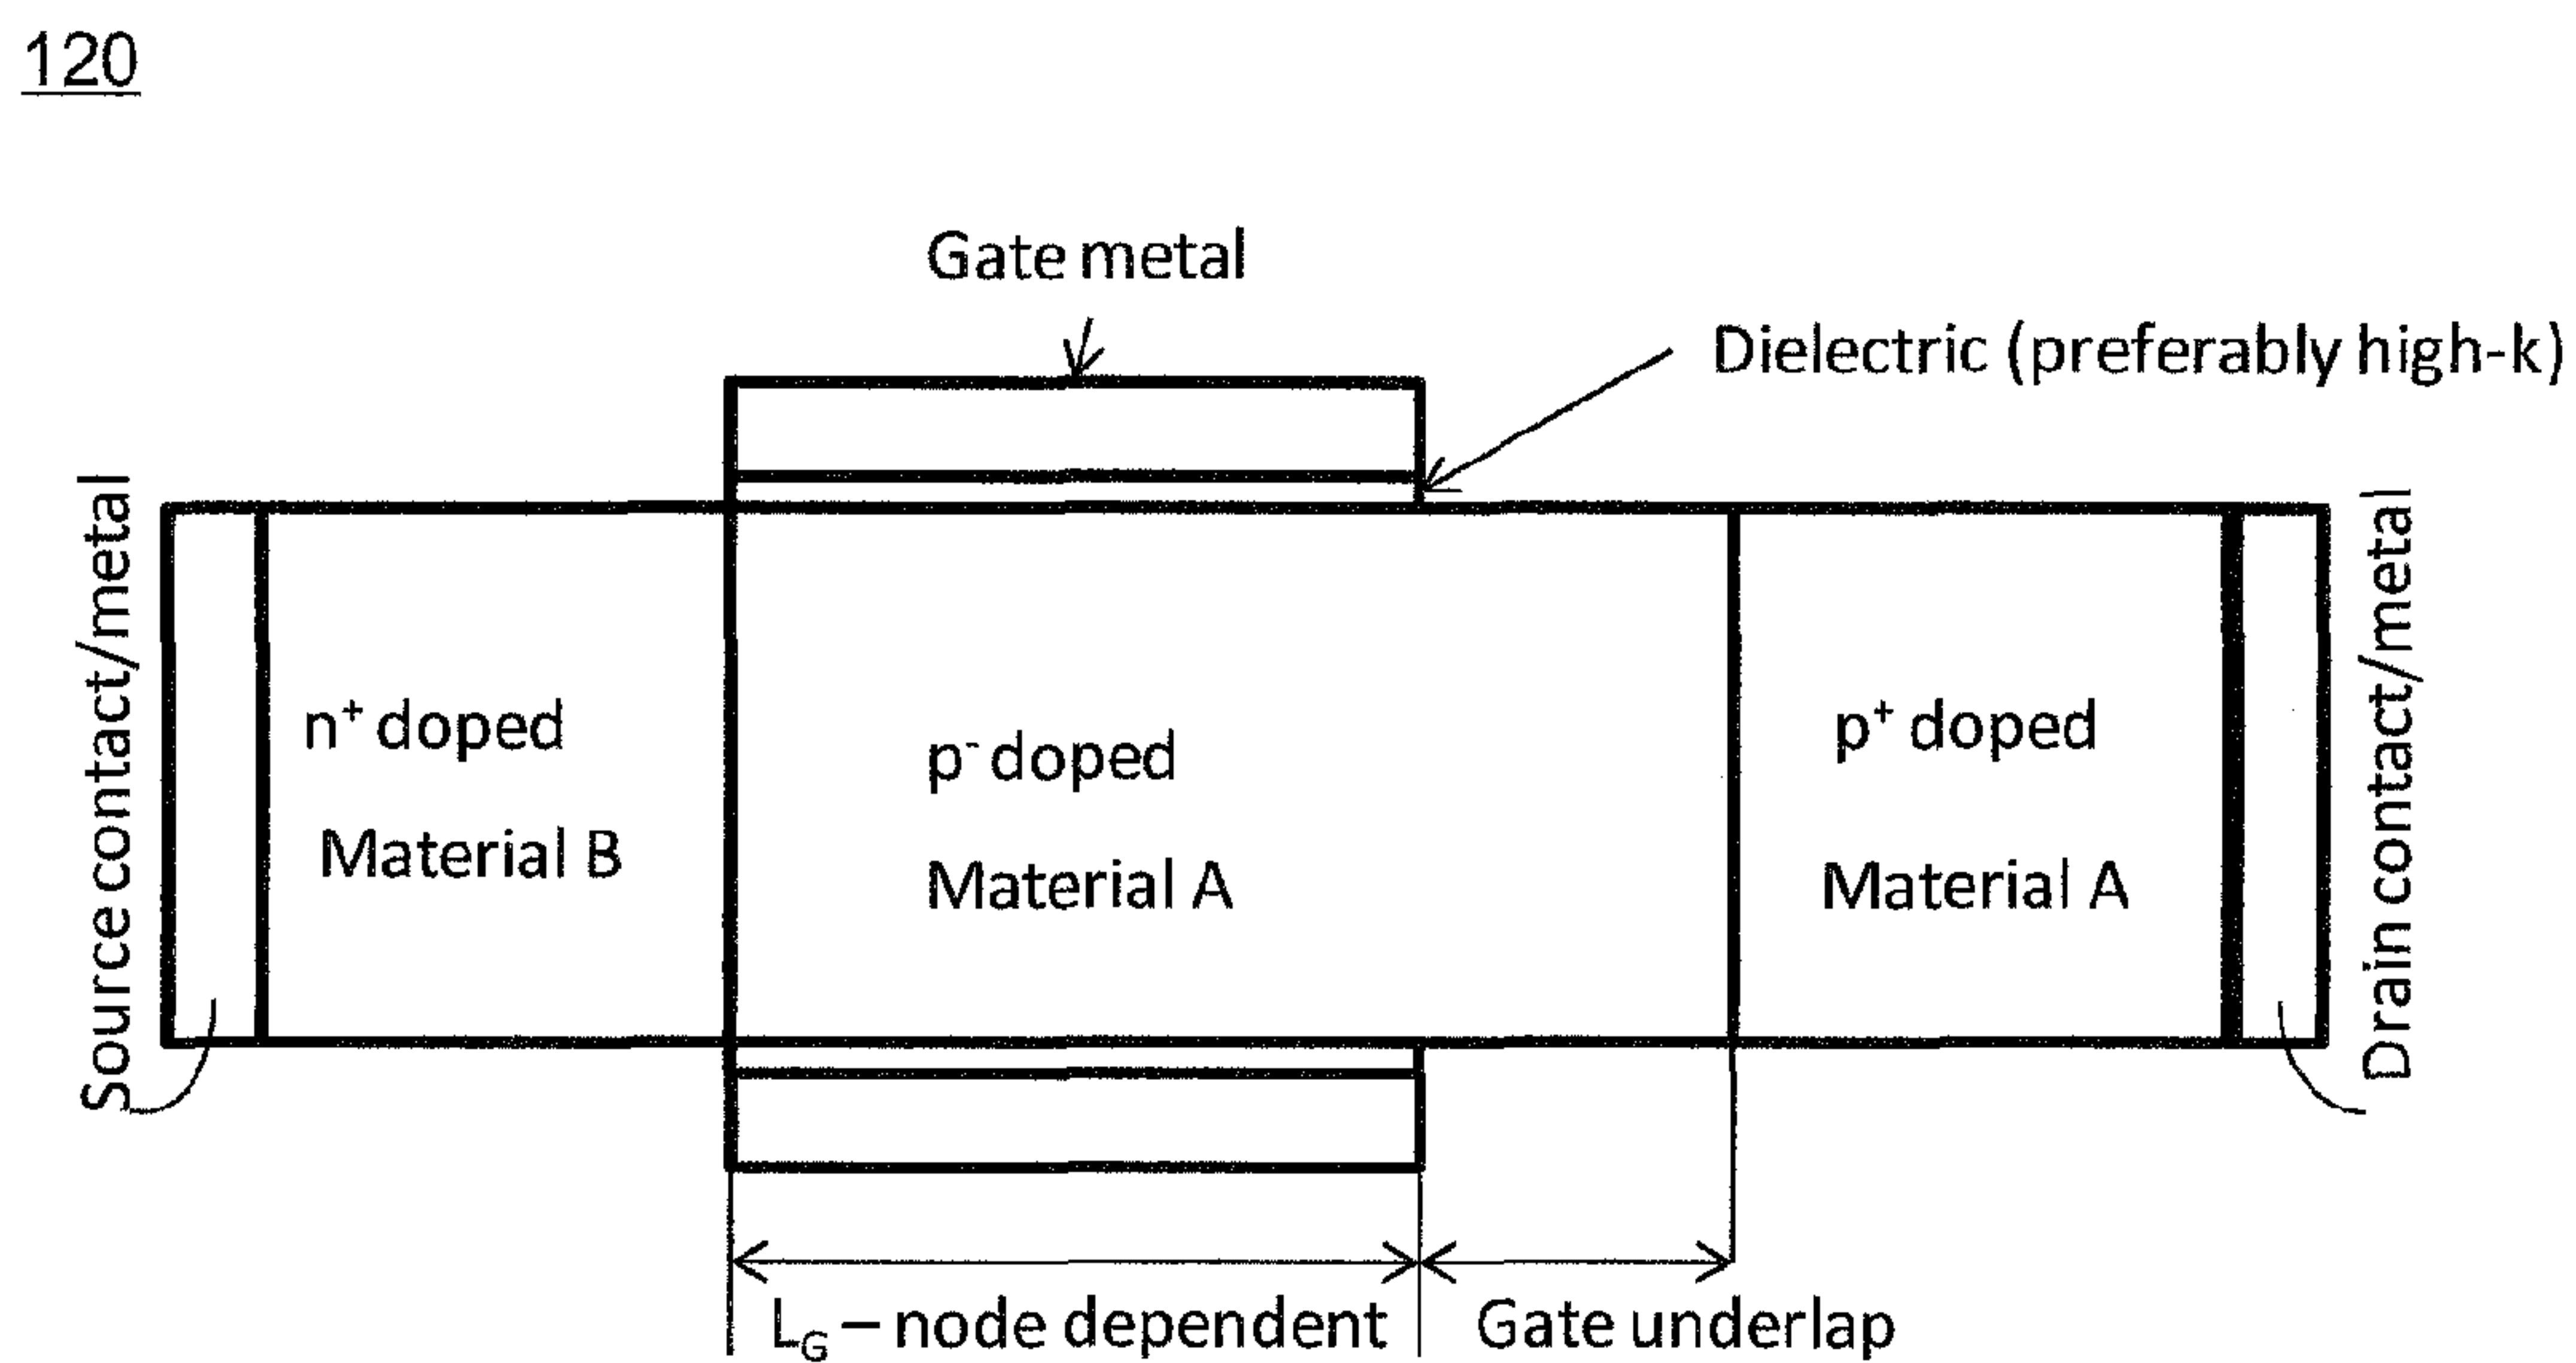 120
Gate metal
Dielectric (preferably high-k)
Source contact/metal
n⁺ doped
Material B
p⁻ doped
Material A
p⁺ doped
Material A
Drain contact/metal
L_G – node dependent
Gate underlap